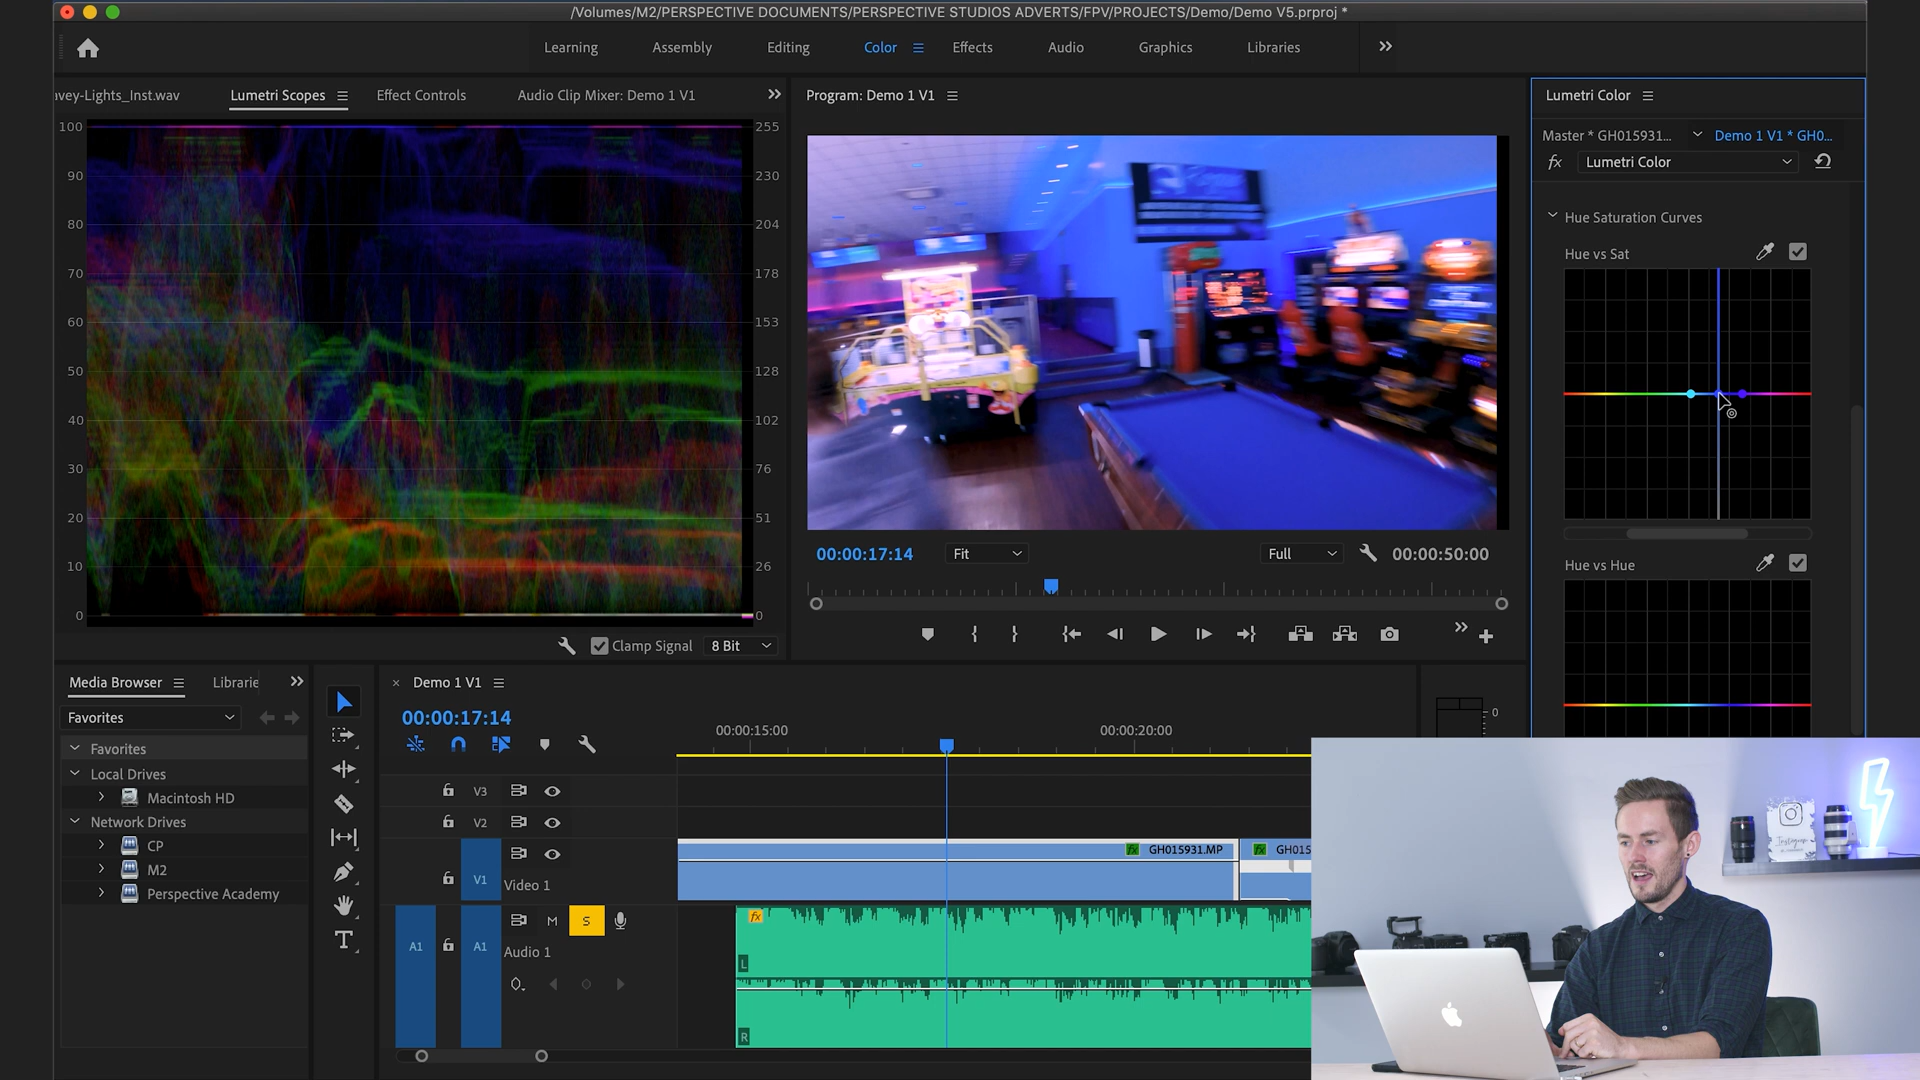 /Volumes/M2/PERSPECTIVE DOCUMENTS/PERSPECTIVE STUDIOS ADVERTS/FPV/PROJECTS/Demo/Demo V5.prproj *
Learning Assembly Editing Color Effects Audio Graphics Libraries
avey-Lights_Inst.wav Lumetri Scopes Effect Controls Audio Clip Mixer: Demo 1 V1
Program: Demo 1 V1
Lumetri Color
Master * GH015931... Demo 1 V1 * GH0...
fx Lumetri Color
Hue Saturation Curves
Hue vs Sat
Hue vs Hue
100 255
90 230
80 204
70 178
60 153
50 128
40 102
30 76
20 51
10 26
0 0
Clamp Signal 8 Bit
00:00:17:14 Fit Full 00:00:50:00
Media Browser Librarie
Favorites
Favorites
Local Drives
Macintosh HD
Network Drives
CP
M2
Perspective Academy
× Demo 1 V1
00:00:17:14
00:00:15:00 00:00:20:00
0
V3
V2
V1 Video 1
fx GH015931.MP fx GH015
A1 A1 M S
Audio 1
fx
L
R
Instagram